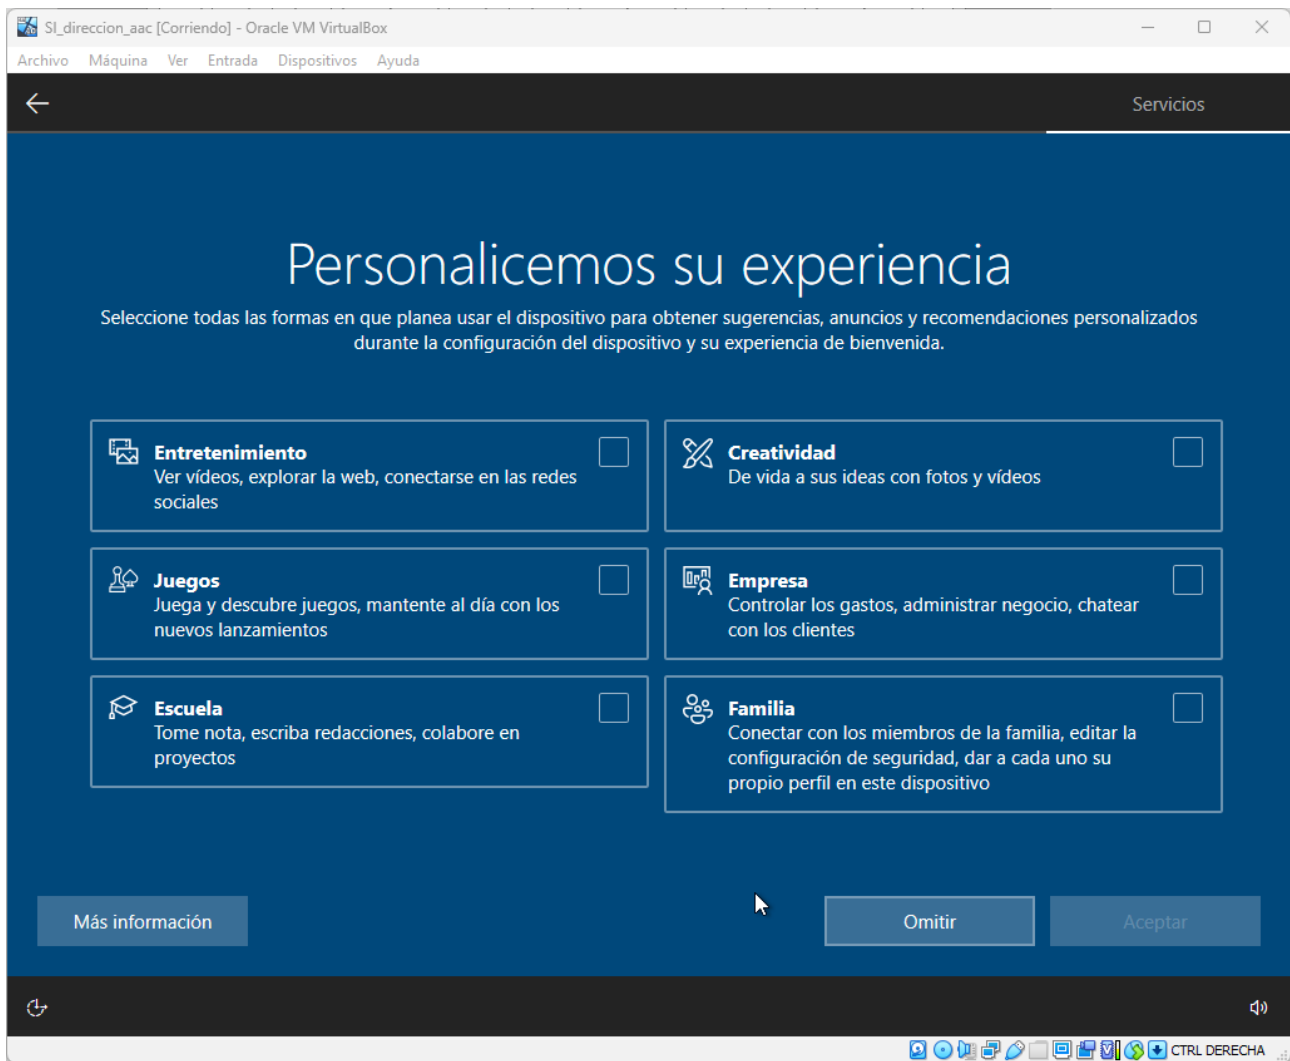 SI_direccion_aac [Corriendo] - Oracle VM VirtualBox
Archivo Máquina Ver Entrada Dispositivos Ayuda
Servicios
Personalicemos su experiencia
Seleccione todas las formas en que planea usar el dispositivo para obtener sugerencias, anuncios y recomendaciones personalizados
durante la configuración del dispositivo y su experiencia de bienvenida.
Entretenimiento
Ver vídeos, explorar la web, conectarse en las redes
sociales
Creatividad
De vida a sus ideas con fotos y vídeos
Juegos
Juega y descubre juegos, mantente al día con los
nuevos lanzamientos
Empresa
Controlar los gastos, administrar negocio, chatear
con los clientes
Escuela
Tome nota, escriba redacciones, colabore en
proyectos
Familia
Conectar con los miembros de la familia, editar la
configuración de seguridad, dar a cada uno su
propio perfil en este dispositivo
Más información
Omitir
Aceptar
CTRL DERECHA